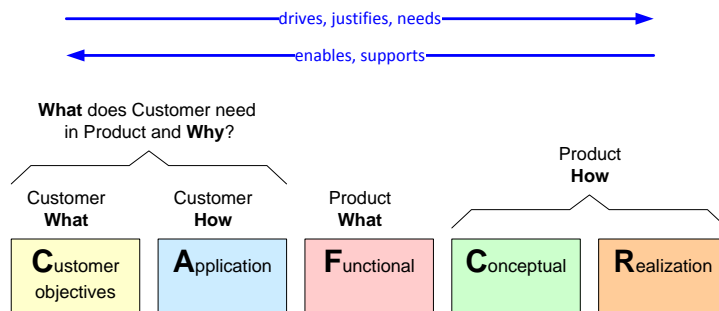 drives, justifies, needs
enables, supports
What does Customer need
in Product and Why?
Product
How
Customer
What
Customer
How
Product
What
Customer
objectives
Application
Functional
Conceptual
Realization